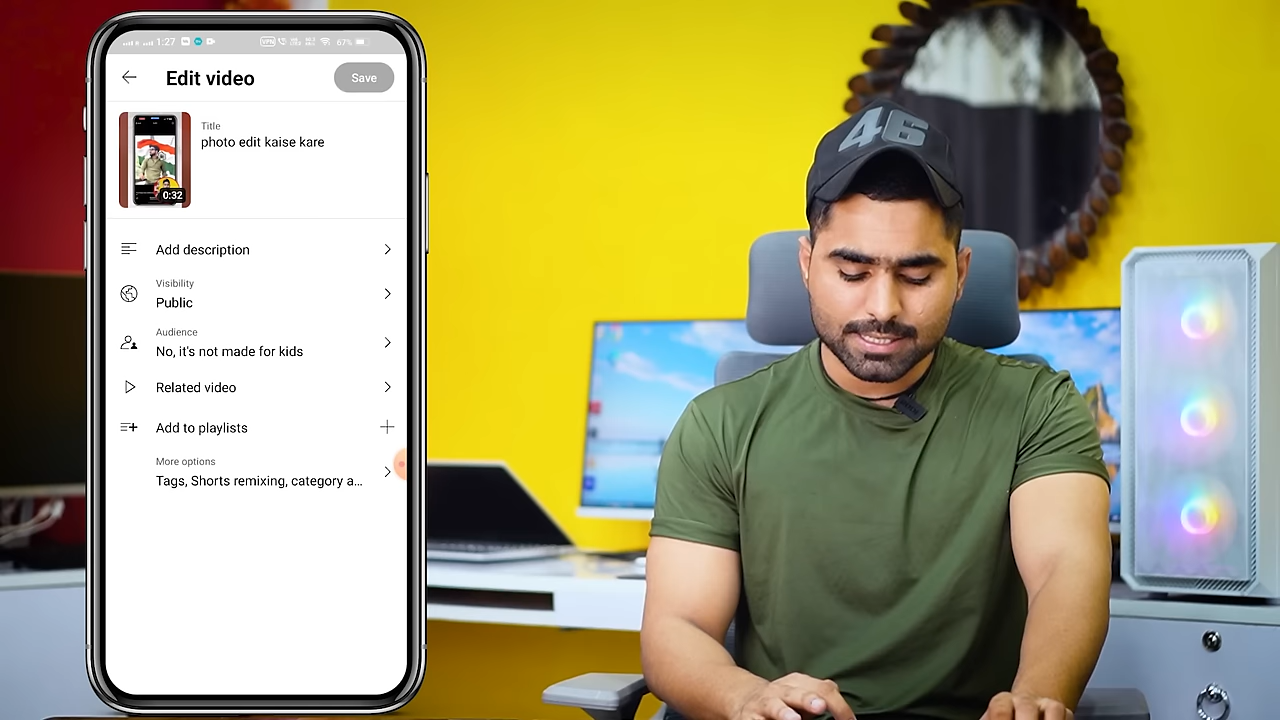 1:27
VPN
67%
Edit video
Save
Title
photo edit kaise kare
0:32
Add description
Visibility
Public
Audience
No, it's not made for kids
Related video
Add to playlists
More options
Tags, Shorts remixing, category a...
46